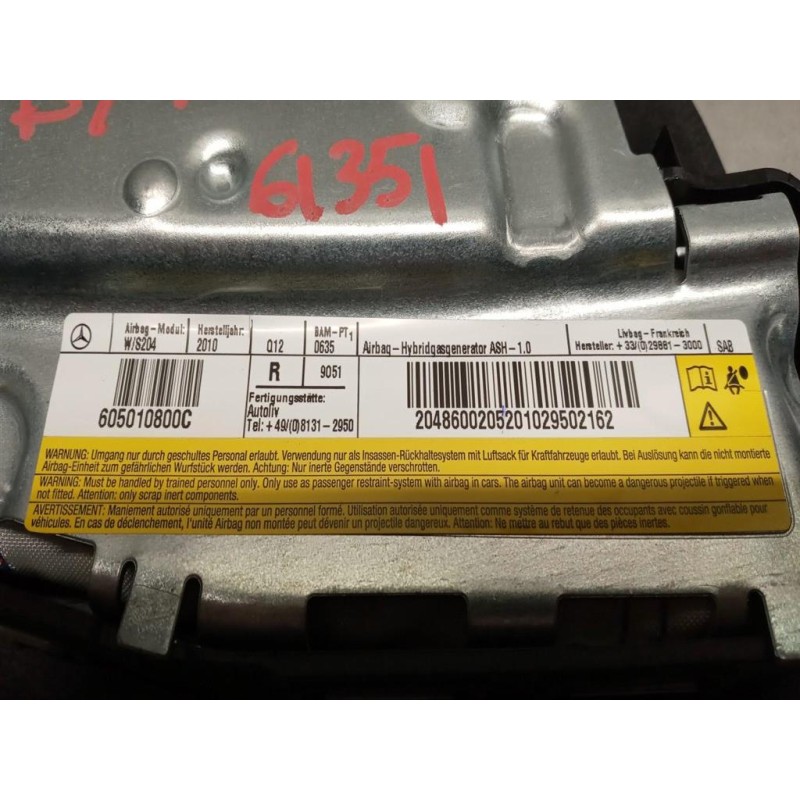 61351
Airbag-Modul: Herstelljahr: BAM-PT1 Livbag-Frankreich
W/S204 2010 Q12 0635 Airbag-Hybridgasgenerator ASH-1.0 Hersteller: +33/(0)29881-3000 SAB
R 9051
Fertigungsstätte:
605010800C Autoliv 2048600205201029502162
Tel: +49/(0)8131-2950
WARNUNG: Umgang nur durch geschultes Personal erlaubt. Verwendung nur als Insassen-Rückhaltesystem mit Luftsack für Kraftfahrzeuge erlaubt. Bei Auslösung kann die nicht montierte
Airbag-Einheit zum gefährlichen Wurfstück werden. Achtung: Nur inerte Gegenstände verschrotten.
WARNING: Must be handled by trained personnel only. Only use as passenger restraint-system with airbag in cars. The airbag unit can become a dangerous projectile if triggered when
not fitted. Attention: only scrap inert components.
AVERTISSEMENT: Maniement autorisé uniquement par un personnel formé. Utilisation autorisée uniquement comme système de retenue des occupants avec coussin gonflable pour
véhicules. En cas de déclenchement, l'unité Airbag non montée peut devenir un projectile dangereux. Attention: Ne mettre au rebut que des pièces inertes.